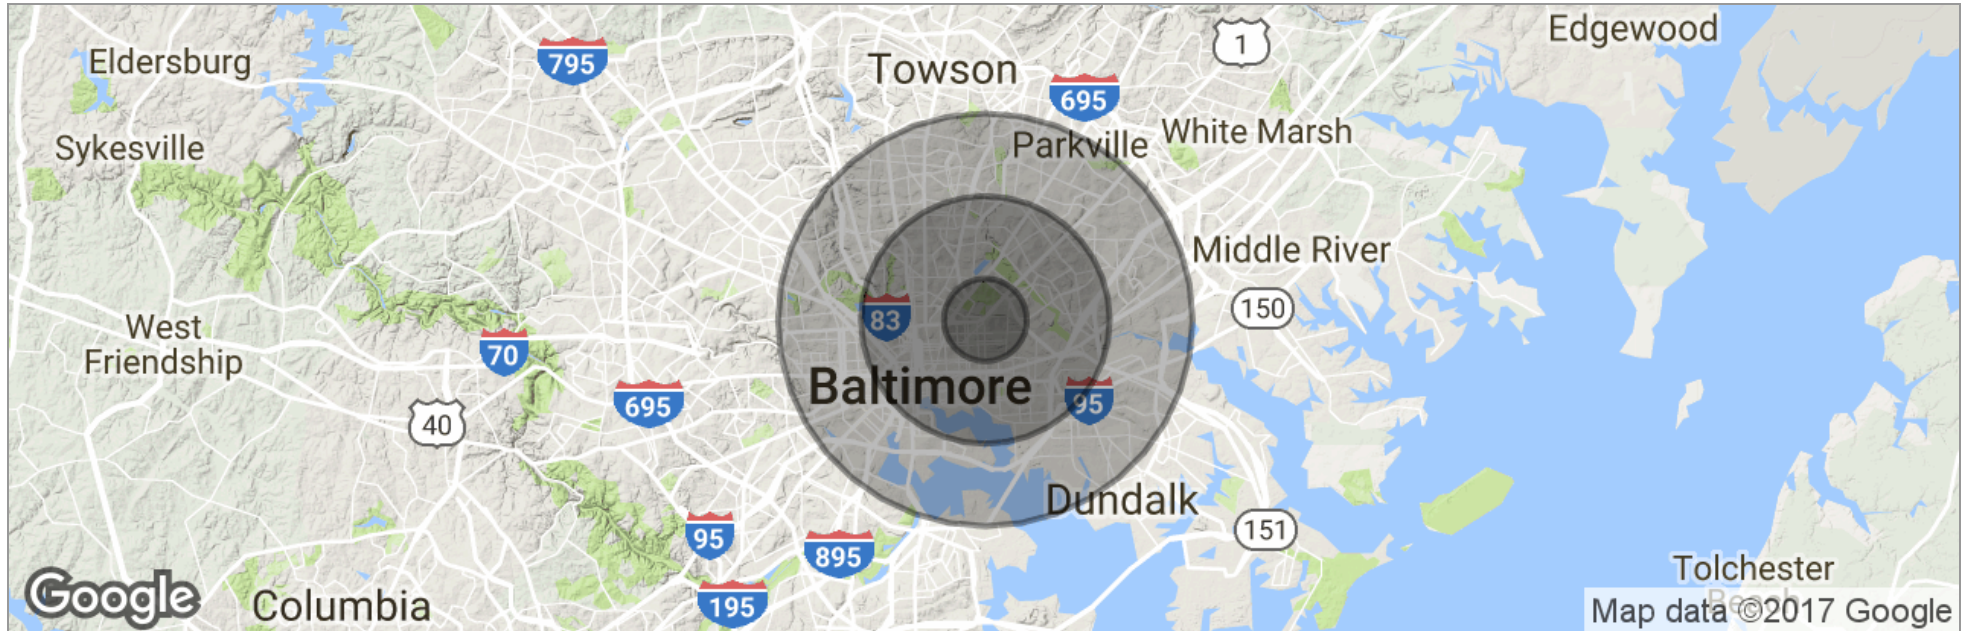 Edgewood
1
Eldersburg
795
Towson
695
Parkville
White Marsh
Sykesville
Middle River
150
83
West
Friendship
70
Baltimore
695
95
40
Dundalk
151
95
895
Tolchester
Beach
195
Columbia
Google
Map data ©2017 Google